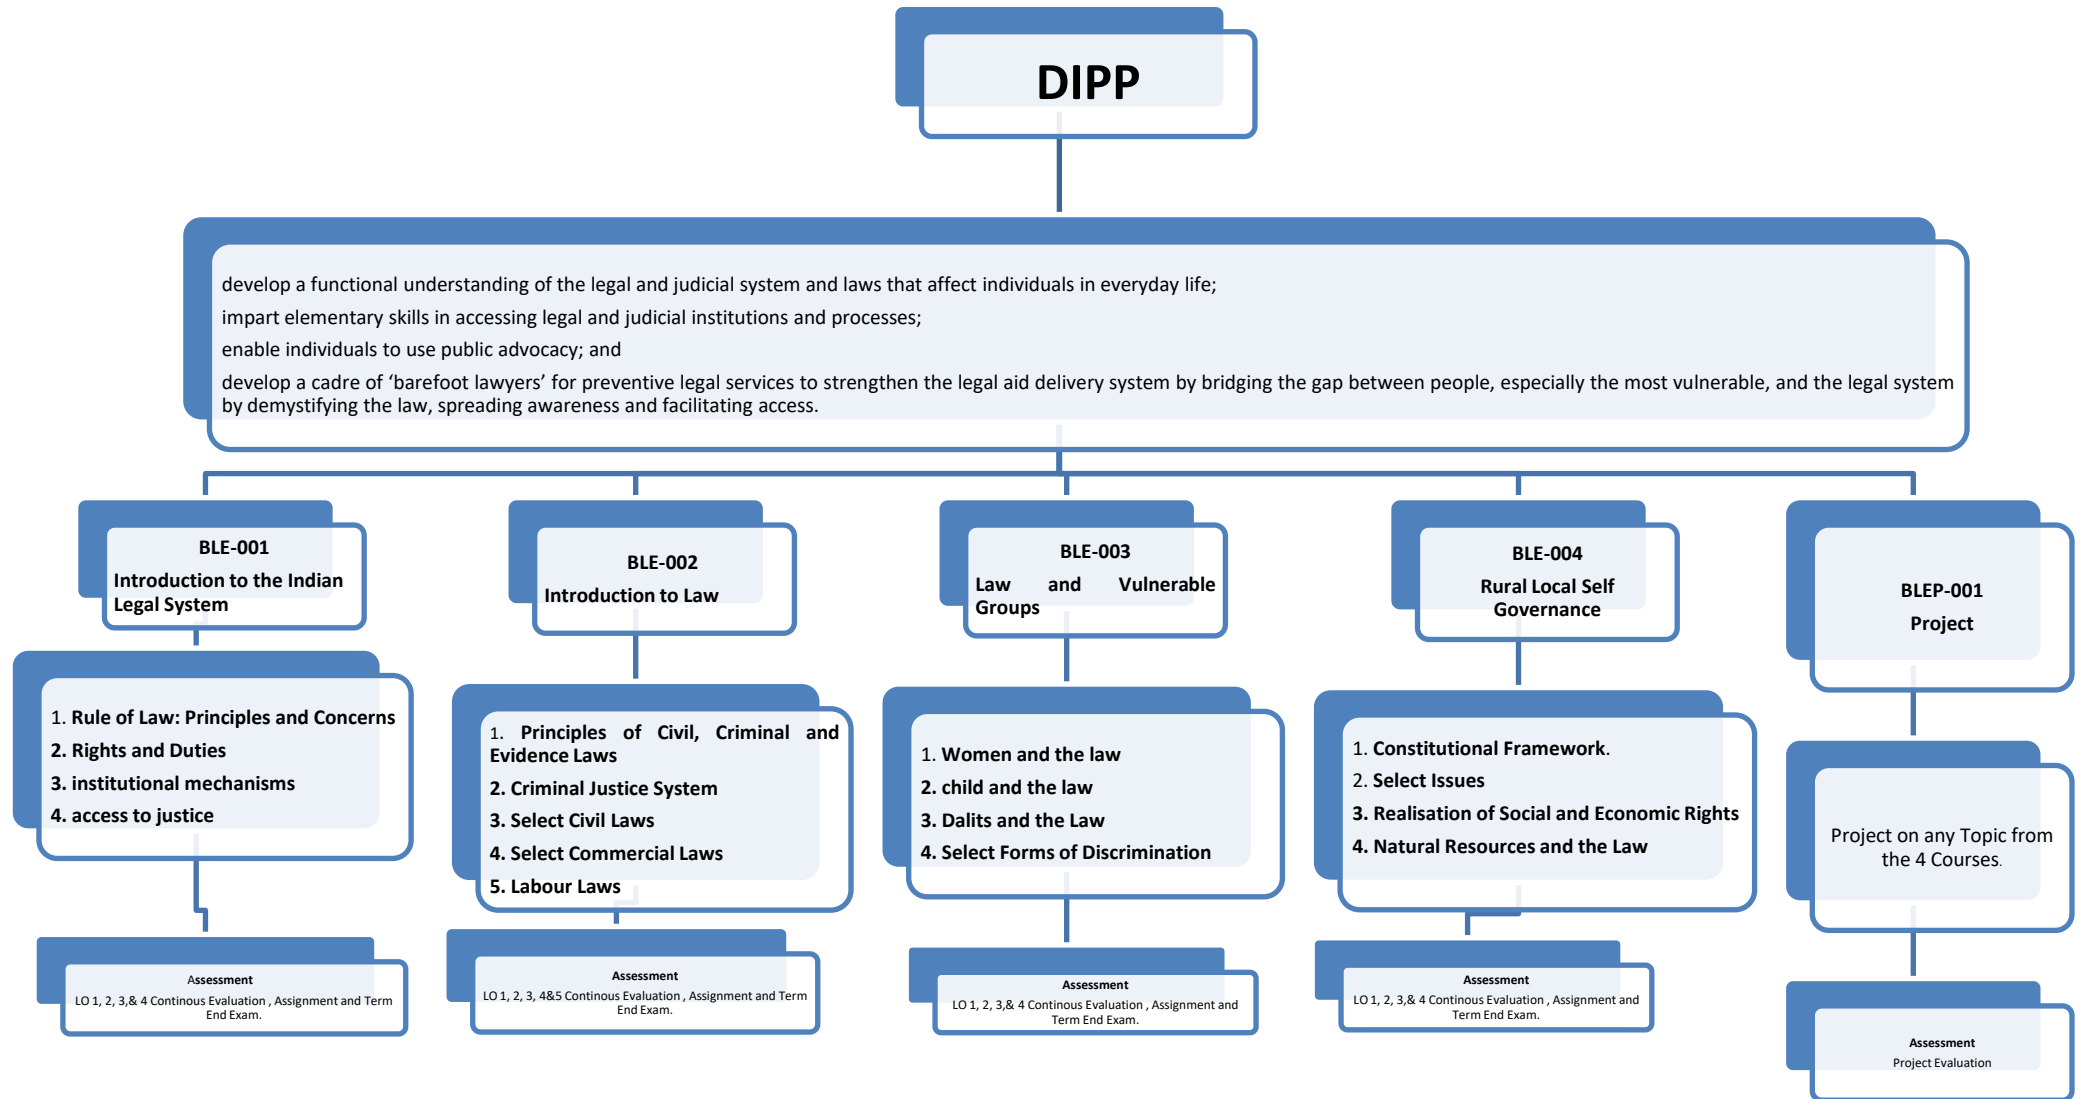 DIPP
develop a functional understanding of the legal and judicial system and laws that affect individuals in everyday life;
impart elementary skills in accessing legal and judicial institutions and processes;
enable individuals to use public advocacy; and
develop a cadre of ‘barefoot lawyers’ for preventive legal services to strengthen the legal aid delivery system by bridging the gap between people, especially the most vulnerable, and the legal system
by demystifying the law, spreading awareness and facilitating access.
BLE-001
Introduction to the Indian
Legal System
1. Rule of Law: Principles and Concerns
2. Rights and Duties
3. institutional mechanisms
4. access to justice
Assessment
LO 1, 2, 3,& 4 Continous Evaluation , Assignment and Term
End Exam.
BLE-002
Introduction to Law
1. Principles of Civil, Criminal and
Evidence Laws
2. Criminal Justice System
3. Select Civil Laws
4. Select Commercial Laws
5. Labour Laws
Assessment
LO 1, 2, 3, 4&5 Continous Evaluation , Assignment and Term
End Exam.
BLE-003
Law and Vulnerable
Groups
1. Women and the law
2. child and the law
3. Dalits and the Law
4. Select Forms of Discrimination
Assessment
LO 1, 2, 3,& 4 Continous Evaluation , Assignment and
Term End Exam.
BLE-004
Rural Local Self
Governance
1. Constitutional Framework.
2. Select Issues
3. Realisation of Social and Economic Rights
4. Natural Resources and the Law
Assessment
LO 1, 2, 3,& 4 Continous Evaluation , Assignment and
Term End Exam.
BLEP-001
Project
Project on any Topic from
the 4 Courses.
Assessment
Project Evaluation